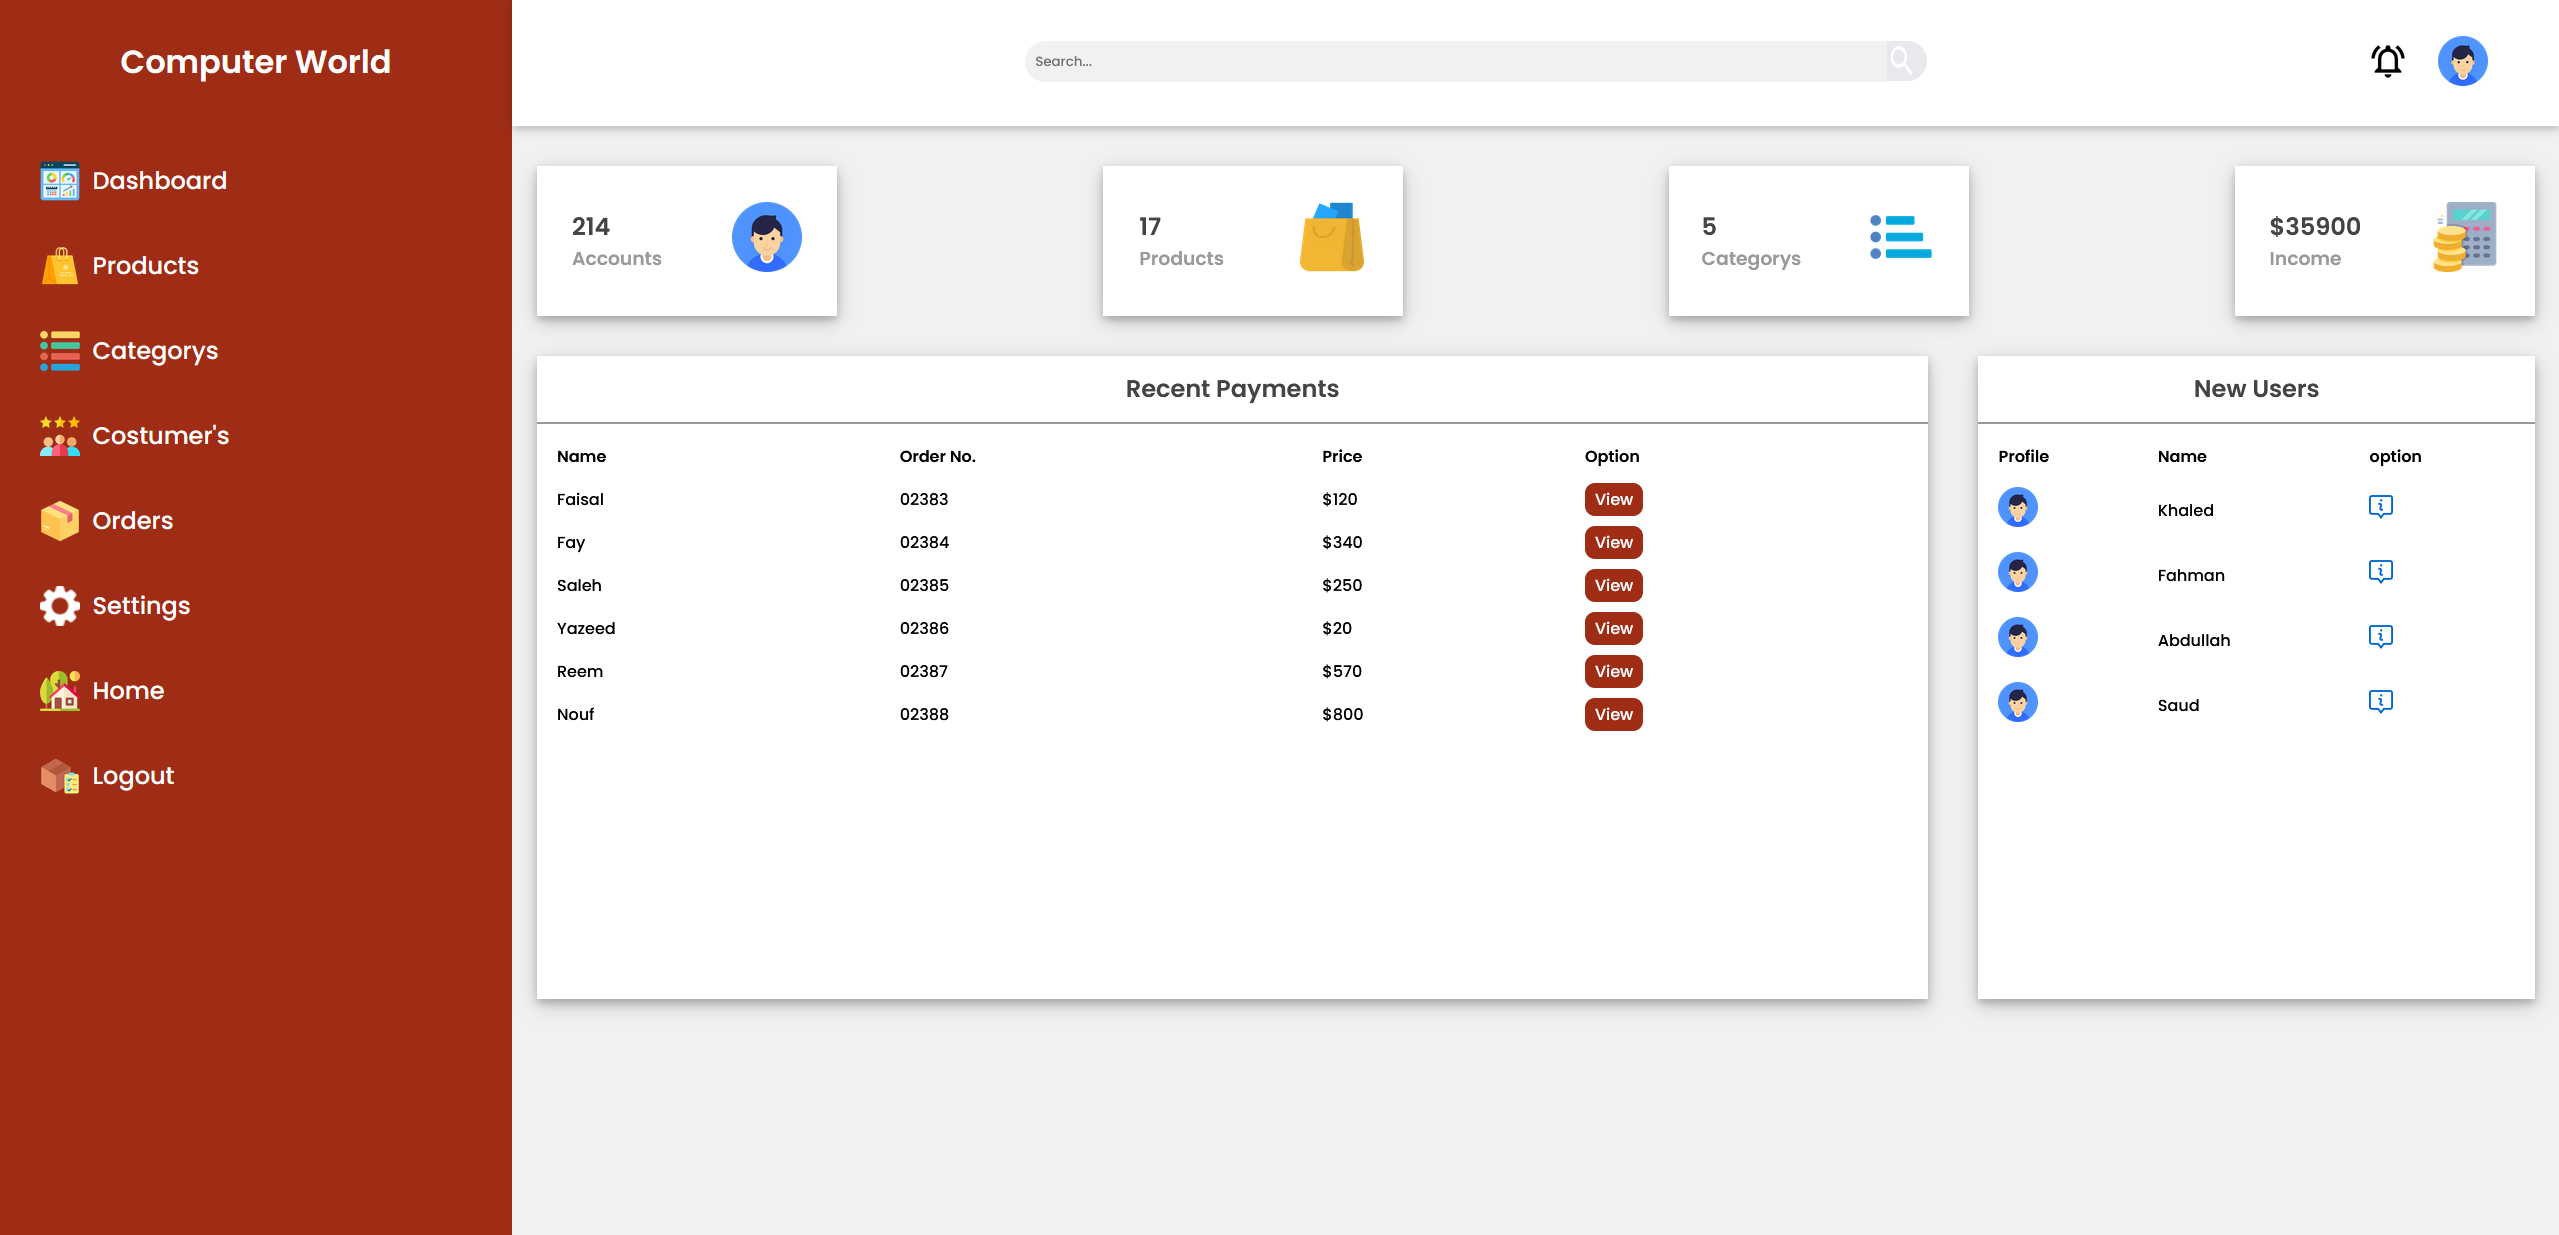 Computer World
Search...
Dashboard
Products
Categorys
Costumer's
Orders
Settings
Home
Logout
214
Accounts
17
Products
5
Categorys
$35900
Income
Recent Payments
Name Order No. Price Option
Faisal 02383 $120 View
Fay 02384 $340 View
Saleh 02385 $250 View
Yazeed 02386 $20 View
Reem 02387 $570 View
Nouf 02388 $800 View
New Users
Profile Name option
Khaled
Fahman
Abdullah
Saud